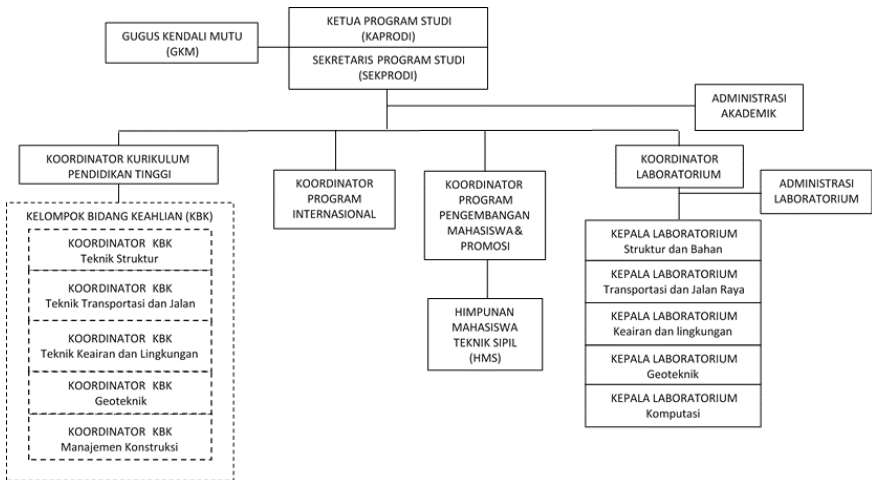 KETUA PROGRAM STUDI
(KAPRODI)
GUGUS KENDALI MUTU
(GKM)
SEKRETARIS PROGRAM STUDI
(SEKPRODI)
ADMINISTRASI
AKADEMIK
KOORDINATOR KURIKULUM
PENDIDIKAN TINGGI
KOORDINATOR
PROGRAM
INTERNASIONAL
KOORDINATOR
PROGRAM
PENGEMBANGAN
MAHASISWA&
PROMOSI
KOORDINATOR
LABORATORIUM
ADMINISTRASI
LABORATORIUM
KELOMPOK BIDANG KEAHLIAN (KBK)
KOORDINATOR KBK
Teknik Struktur
KOORDINATOR KBK
Teknik Transportasi dan Jalan
KOORDINATOR KBK
Teknik Keairan dan Lingkungan
KOORDINATOR KBK
Geoteknik
KOORDINATOR KBK
Manajemen Konstruksi
HIMPUNAN
MAHASISWA
TEKNIK SIPIL
(HMS)
KEPALA LABORATORIUM
Struktur dan Bahan
KEPALA LABORATORIUM
Transportasi dan Jalan Raya
KEPALA LABORATORIUM
Keairan dan lingkungan
KEPALA LABORATORIUM
Geoteknik
KEPALA LABORATORIUM
Komputasi